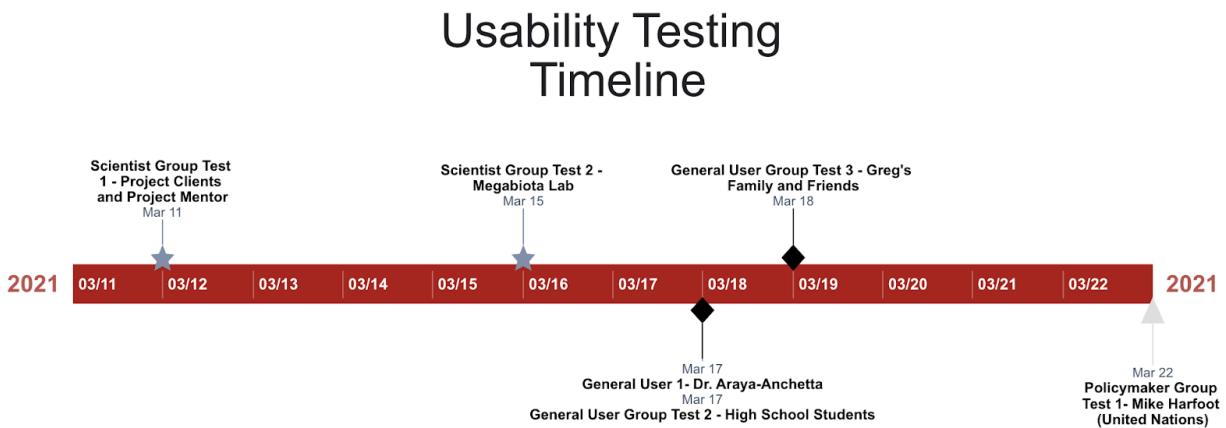 Usability Testing
Timeline
Scientist Group Test
1 - Project Clients
and Project Mentor
Mar 11
Scientist Group Test 2 -
Megabiota Lab
Mar 15
General User Group Test 3 - Greg's
Family and Friends
Mar 18
2021
03/11
03/12
03/13
03/14
03/15
03/16
03/17
03/18
03/19
03/20
03/21
03/22
2021
Mar 17
General User 1- Dr. Araya-Anchetta
Mar 17
General User Group Test 2 - High School Students
Mar 22
Policymaker Group
Test 1- Mike Harfoot
(United Nations)